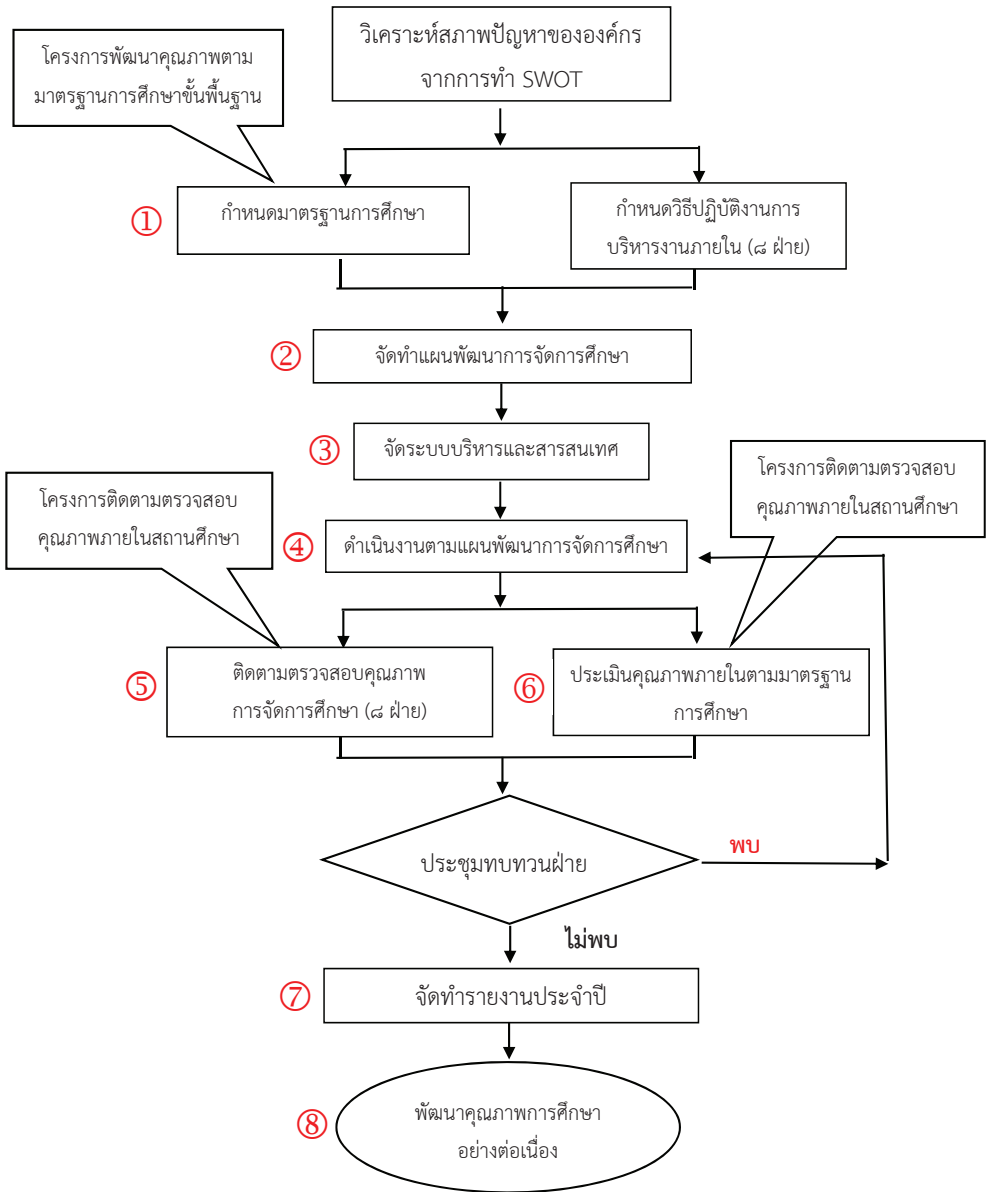 วิเคราะห์สภาพปัญหาขององค์กร
จากการทำ SWOT
โครงการพัฒนาคุณภาพตาม
มาตรฐานการศึกษาขั้นพื้นฐาน
① กำหนดมาตรฐานการศึกษา
กำหนดวิธีปฏิบัติงานการ
บริหารงานภายใน (๘ ฝ่าย)
② จัดทำแผนพัฒนาการจัดการศึกษา
③ จัดระบบบริหารและสารสนเทศ
โครงการติดตามตรวจสอบ
คุณภาพภายในสถานศึกษา
โครงการติดตามตรวจสอบ
คุณภาพภายในสถานศึกษา
④ ดำเนินงานตามแผนพัฒนาการจัดการศึกษา
⑤ ติดตามตรวจสอบคุณภาพ
การจัดการศึกษา (๘ ฝ่าย)
⑥ ประเมินคุณภาพภายในตามมาตรฐาน
การศึกษา
ประชุมทบทวนฝ่าย
พบ
ไม่พบ
⑦ จัดทำรายงานประจำปี
⑧ พัฒนาคุณภาพการศึกษา
อย่างต่อเนื่อง